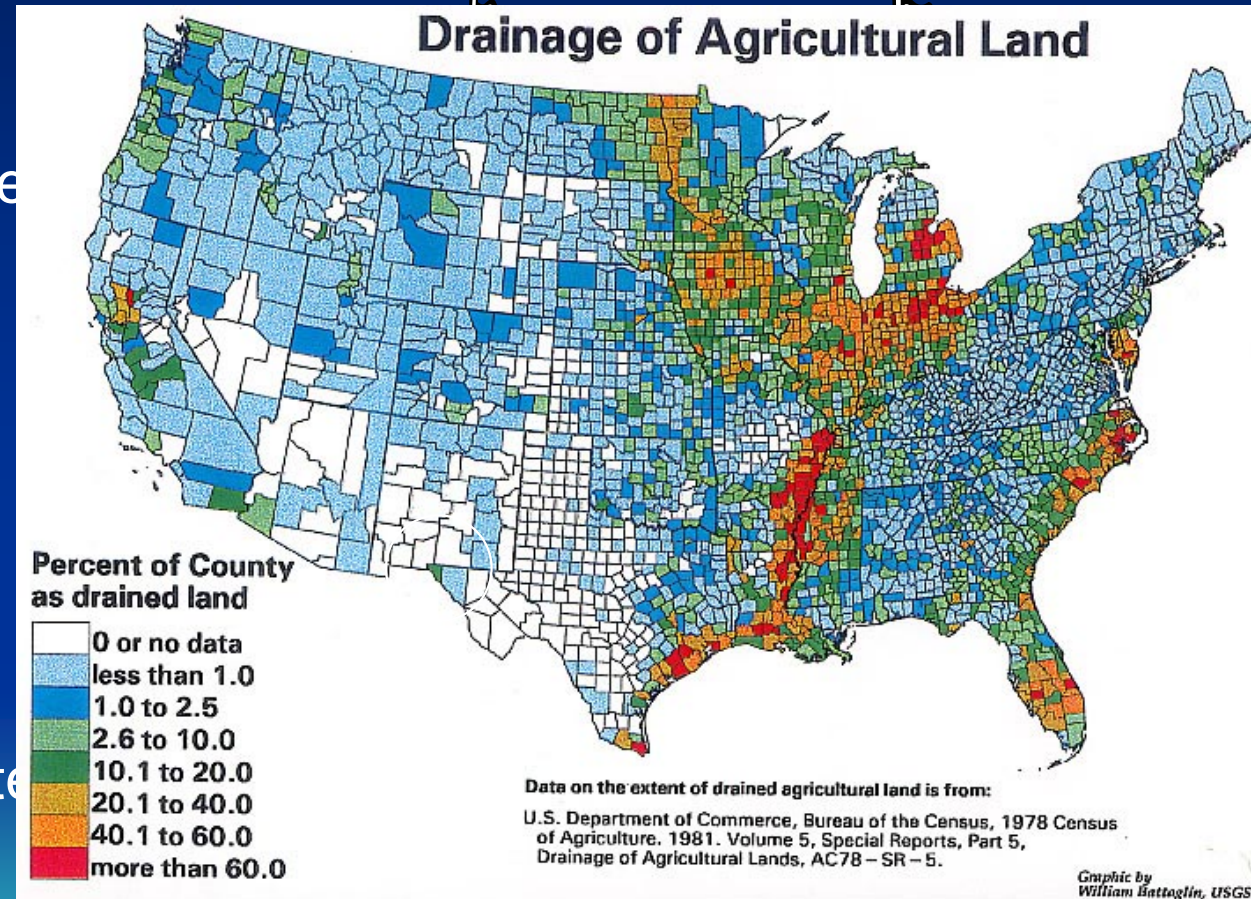 Drainage of Agricultural Land
Percent of County
as drained land
0 or no data
less than 1.0
1.0 to 2.5
2.6 to 10.0
10.1 to 20.0
20.1 to 40.0
40.1 to 60.0
more than 60.0
Data on the extent of drained agricultural land is from:
U.S. Department of Commerce, Bureau of the Census, 1978 Census
of Agriculture. 1981. Volume 5, Special Reports, Part 5,
Drainage of Agricultural Lands, AC78 – SR – 5.
Graphic by
William Battaglin, USGS